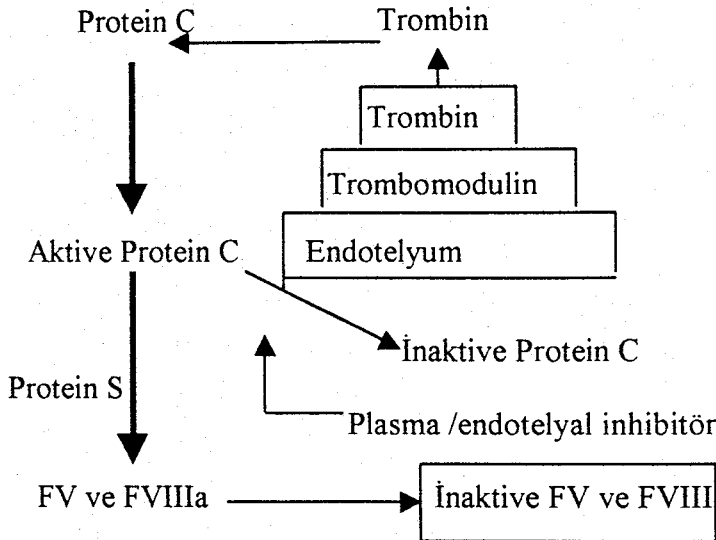 Protein C
Trombin
Trombin
Trombomodulin
Aktive Protein C
Endotelyum
İnaktive Protein C
Protein S
Plasma /endotelyal inhibitör
FV ve FVIIIa
İnaktive FV ve FVIII